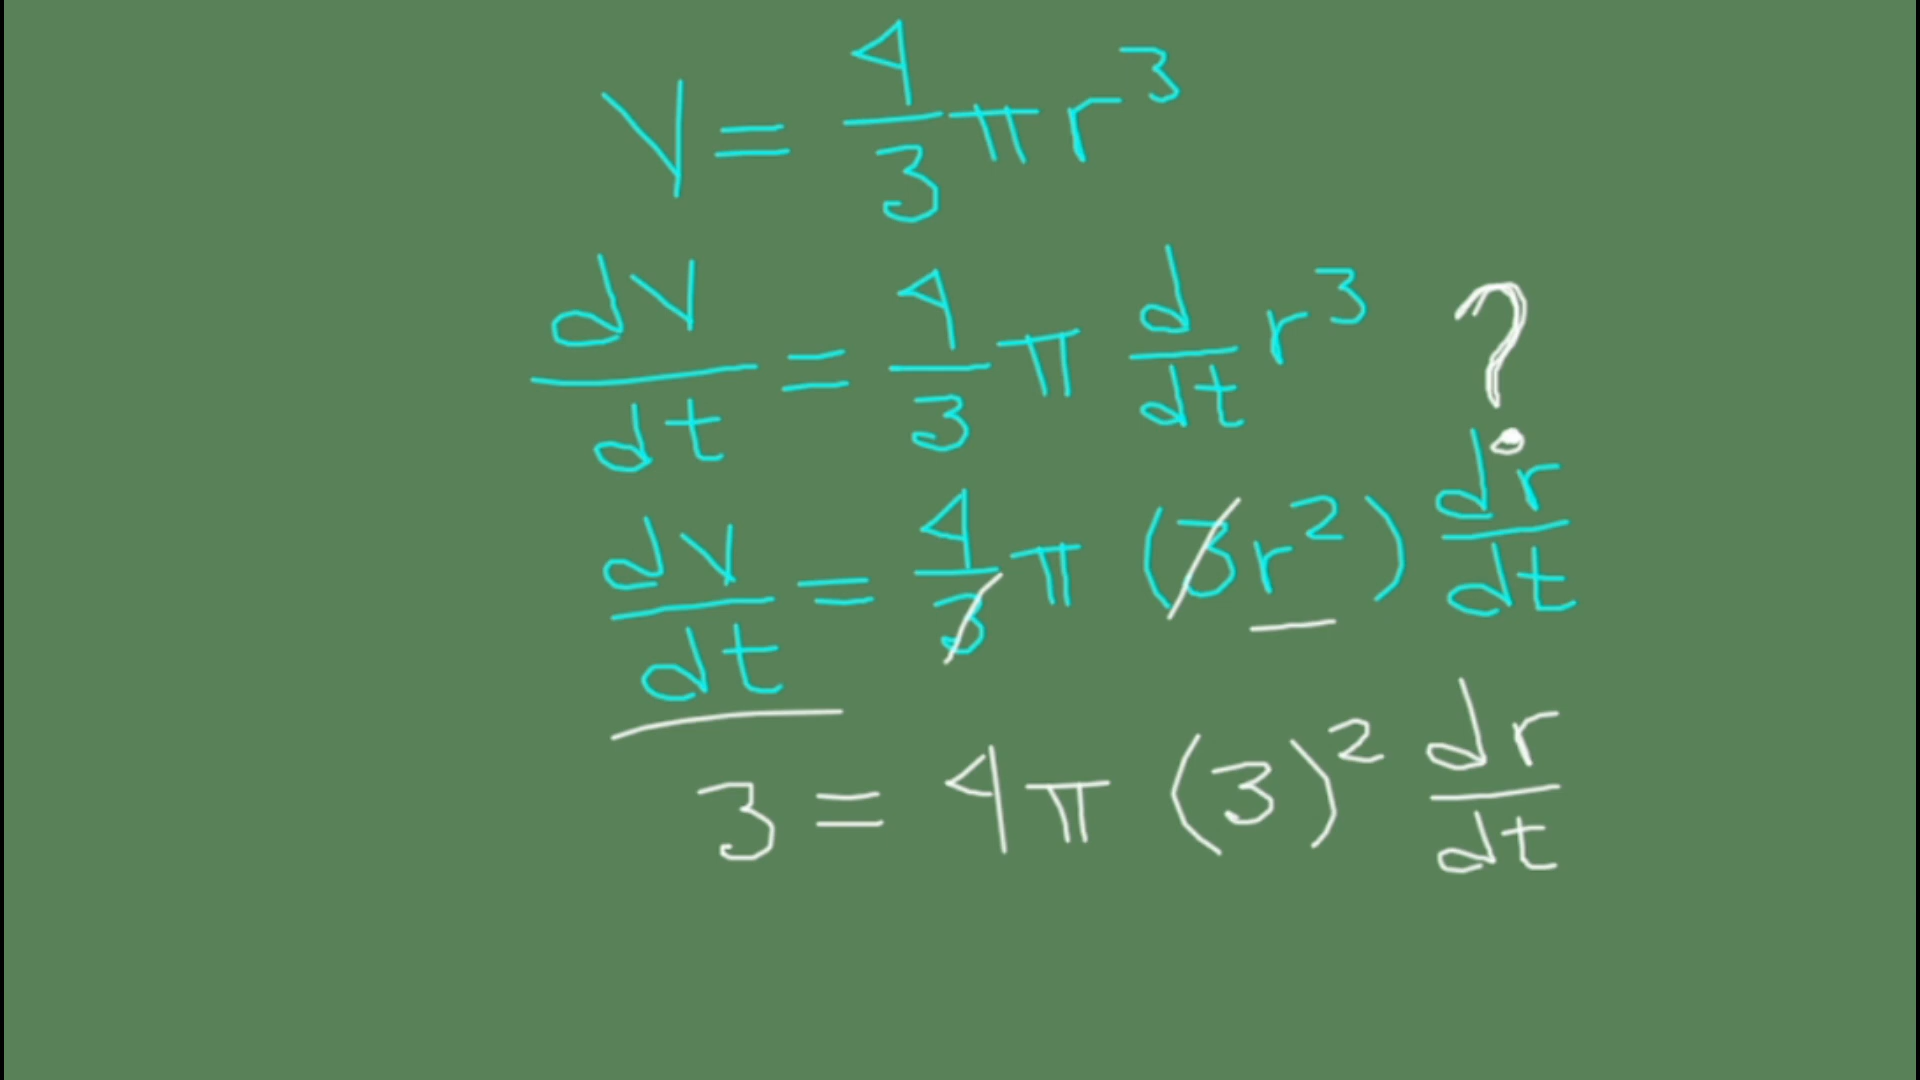 V = 4/3 π r³
dV/dt = 4/3 π d/dt r³ ?
dV/dt = 4/3 π (3r²) dr/dt
3 = 4π (3)² dr/dt